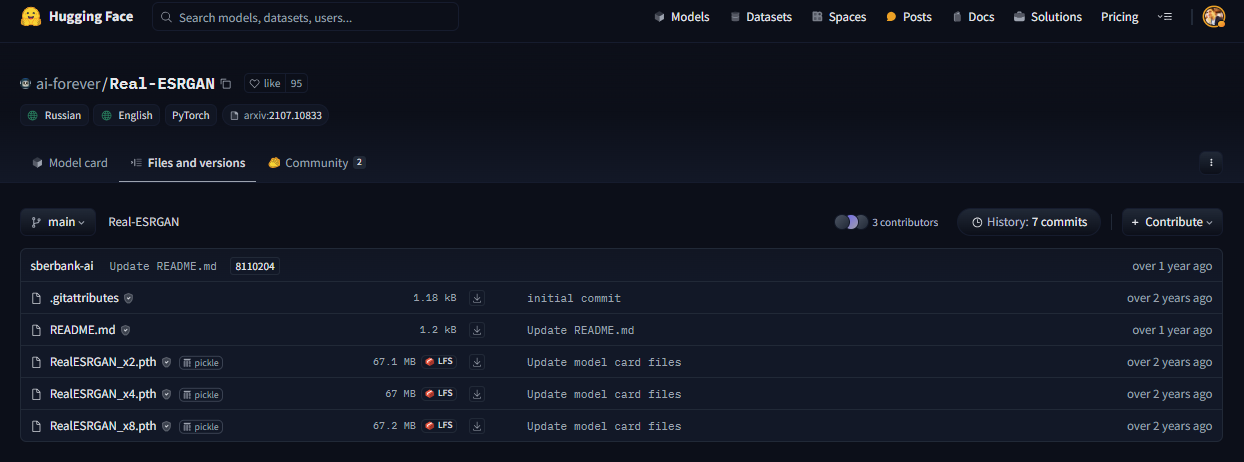 Hugging Face
Search models, datasets, users...
Models
Datasets
Spaces
Posts
Docs
Solutions
Pricing
ai-forever/Real-ESRGAN
like 95
Russian
English
PyTorch
arxiv:2107.10833
Model card
Files and versions
Community 2
main
Real-ESRGAN
3 contributors
History: 7 commits
+ Contribute
sberbank-ai Update README.md 8110204 over 1 year ago
.gitattributes 1.18 kB initial commit over 2 years ago
README.md 1.2 kB Update README.md over 1 year ago
RealESRGAN_x2.pth pickle 67.1 MB LFS Update model card files over 2 years ago
RealESRGAN_x4.pth pickle 67 MB LFS Update model card files over 2 years ago
RealESRGAN_x8.pth pickle 67.2 MB LFS Update model card files over 2 years ago